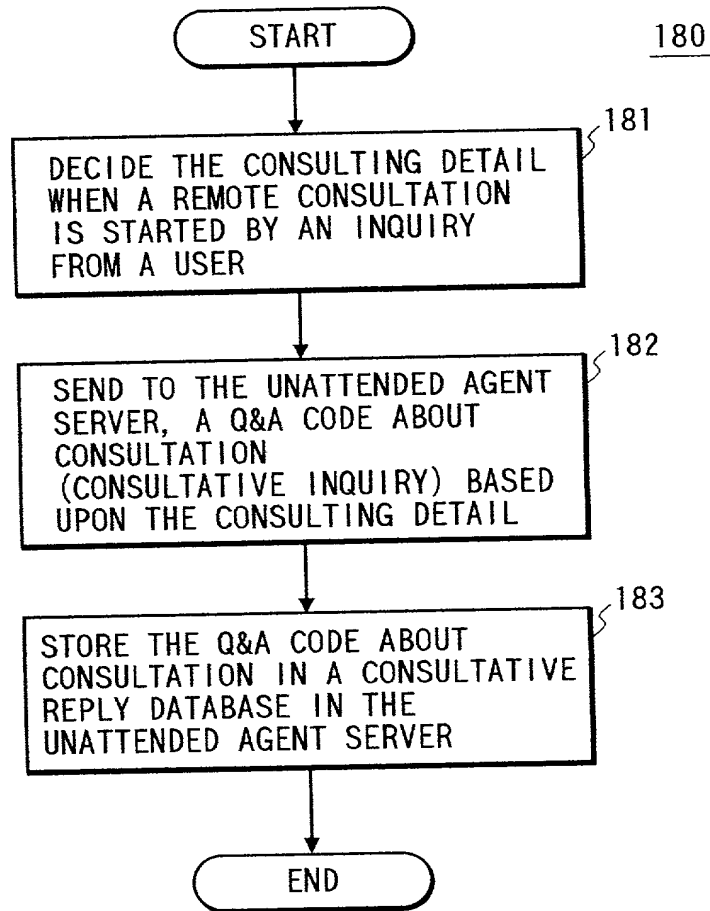 START
180
181
DECIDE THE CONSULTING DETAIL
WHEN A REMOTE CONSULTATION
IS STARTED BY AN INQUIRY
FROM A USER
182
SEND TO THE UNATTENDED AGENT
SERVER, A Q&A CODE ABOUT
CONSULTATION
(CONSULTATIVE INQUIRY) BASED
UPON THE CONSULTING DETAIL
183
STORE THE Q&A CODE ABOUT
CONSULTATION IN A CONSULTATIVE
REPLY DATABASE IN THE
UNATTENDED AGENT SERVER
END